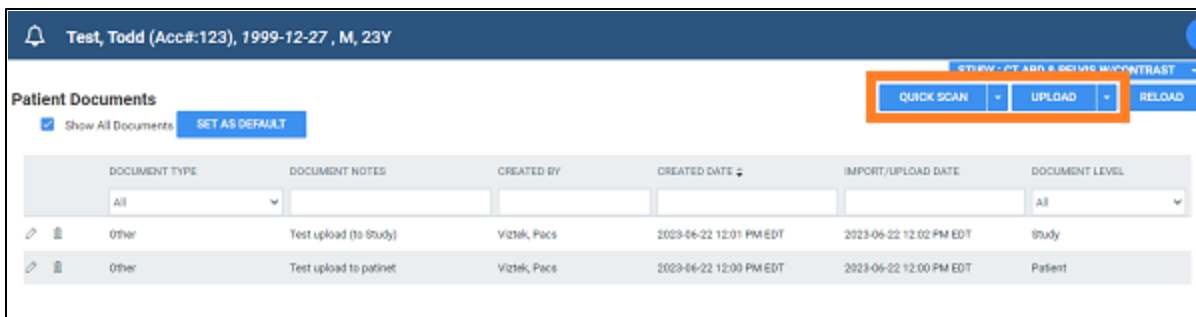 Test, Todd (Acc#:123), 1999-12-27 , M, 23Y
STUDY : CT ABD & PELVIS W/CONTRAST
Patient Documents
QUICK SCAN UPLOAD RELOAD
Show All Documents SET AS DEFAULT
DOCUMENT TYPE DOCUMENT NOTES CREATED BY CREATED DATE IMPORT/UPLOAD DATE DOCUMENT LEVEL
All All
Other Test upload (to Study) Viztek, Pacs 2023-06-22 12:01 PM EDT 2023-06-22 12:02 PM EDT Study
Other Test upload to patinet Viztek, Pacs 2023-06-22 12:00 PM EDT 2023-06-22 12:00 PM EDT Patient